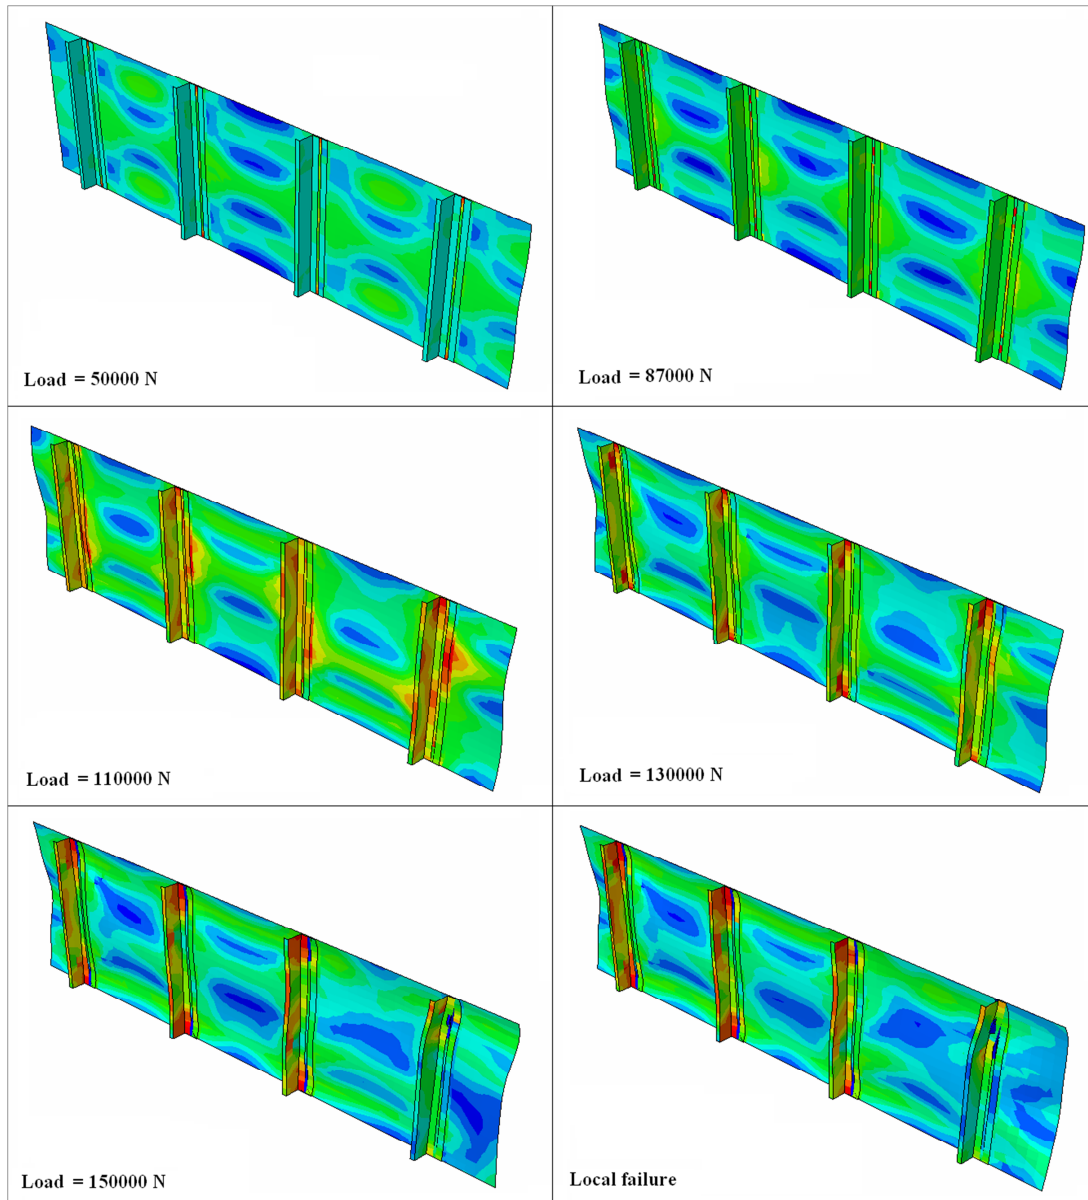 Load = 50000 N
Load = 87000 N
Load = 110000 N
Load = 130000 N
Load = 150000 N
Local failure